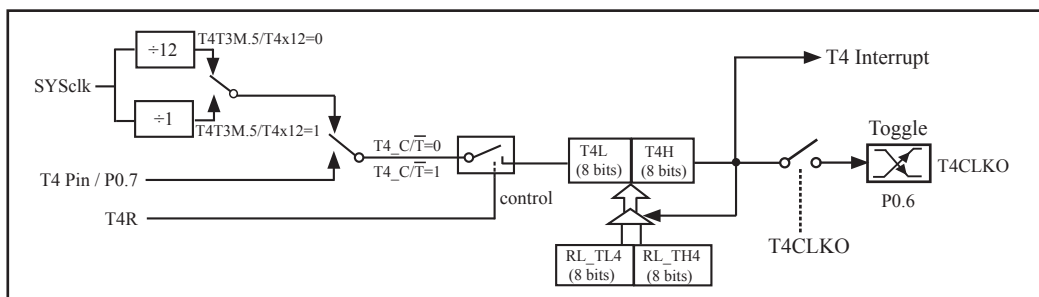 ÷12
T4T3M.5/T4x12=0
SYSclk
÷1
T4T3M.5/T4x12=1
T4 Interrupt
Toggle
T4_C/T̅=0
T4_C/T̅=1
T4L
(8 bits)
T4H
(8 bits)
T4CLKO
T4 Pin / P0.7
control
P0.6
T4R
T4CLKO
RL_TL4
(8 bits)
RL_TH4
(8 bits)